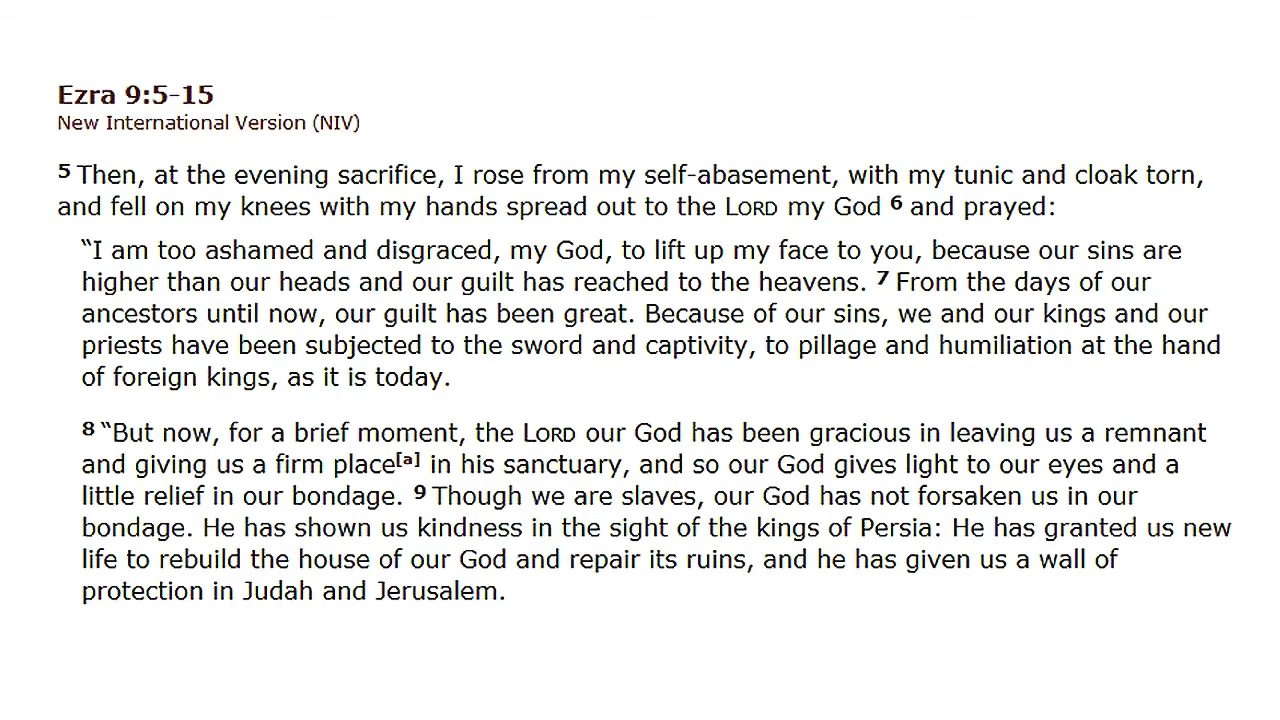 Ezra 9:5-15
New International Version (NIV)
5 Then, at the evening sacrifice, I rose from my self-abasement, with my tunic and cloak torn,
and fell on my knees with my hands spread out to the LORD my God 6 and prayed:
“I am too ashamed and disgraced, my God, to lift up my face to you, because our sins are
higher than our heads and our guilt has reached to the heavens. 7 From the days of our
ancestors until now, our guilt has been great. Because of our sins, we and our kings and our
priests have been subjected to the sword and captivity, to pillage and humiliation at the hand
of foreign kings, as it is today.
8 “But now, for a brief moment, the LORD our God has been gracious in leaving us a remnant
and giving us a firm place[a] in his sanctuary, and so our God gives light to our eyes and a
little relief in our bondage. 9 Though we are slaves, our God has not forsaken us in our
bondage. He has shown us kindness in the sight of the kings of Persia: He has granted us new
life to rebuild the house of our God and repair its ruins, and he has given us a wall of
protection in Judah and Jerusalem.